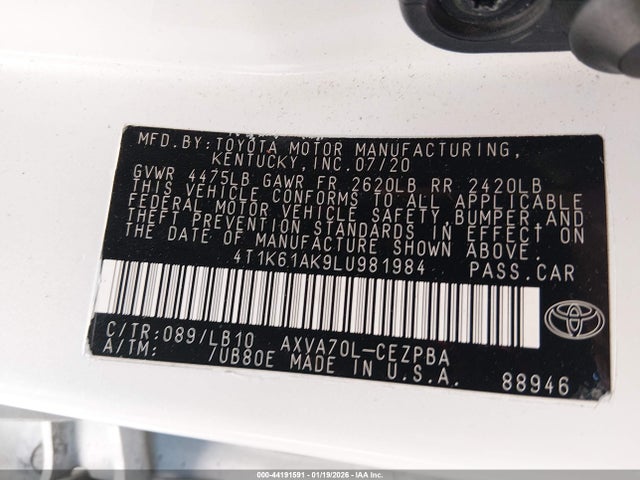 MFD.BY:TOYOTA MOTOR MANUFACTURING,
KENTUCKY,INC.07/20
GVWR 4475LB GAWR FR 2620LB RR 2420LB
THIS VEHICLE CONFORMS TO ALL APPLICABLE
FEDERAL MOTOR VEHICLE SAFETY, BUMPER AND
THEFT PREVENTION STANDARDS IN EFFECT ON
THE DATE OF MANUFACTURE SHOWN ABOVE.
4T1K61AK9LU981984 PASS.CAR
C/TR:089/LB10 AXVA70L-CEZPBA
A/TM: /UB80E MADE IN U.S.A.
88946
000-44191591 - 01/19/2026 - IAA, Inc.